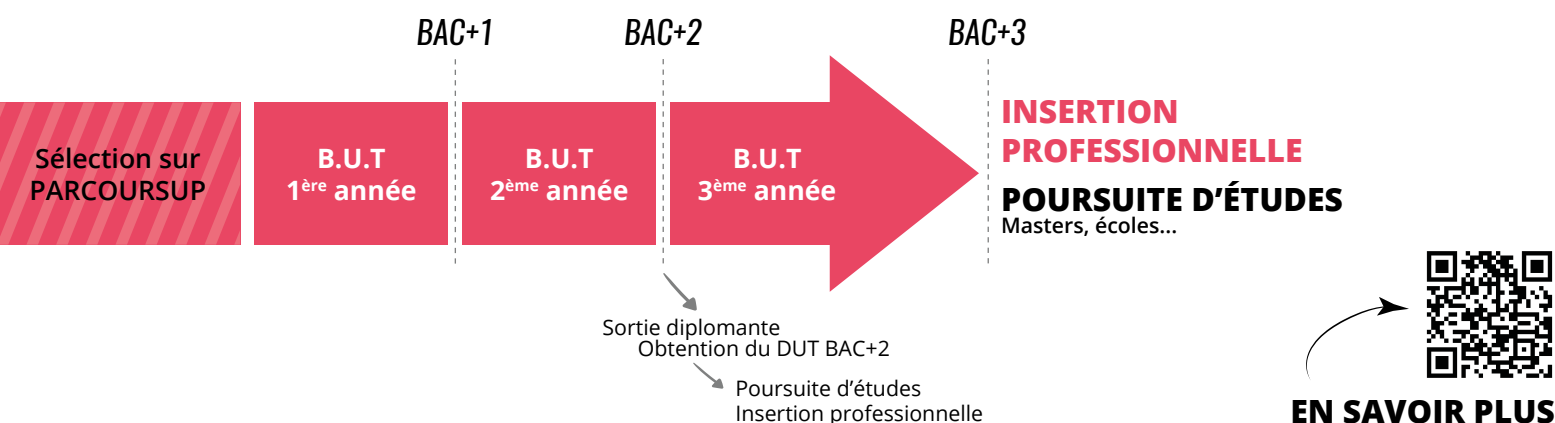 BAC+1
BAC+2
BAC+3
Sélection sur
PARCOURSUP
B.U.T
1ère année
B.U.T
2ème année
B.U.T
3ème année
INSERTION
PROFESSIONNELLE
POURSUITE D'ÉTUDES
Masters, écoles...
Sortie diplomante
Obtention du DUT BAC+2
Poursuite d'études
Insertion professionnelle
EN SAVOIR PLUS